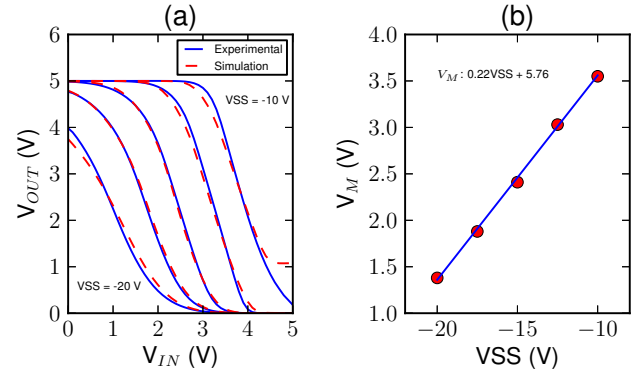 (a)
Experimental
Simulation
VSS = -10 V
VSS = -20 V
6
5
4
3
2
1
0
0 1 2 3 4 5
V_OUT (V)
V_IN (V)
(b)
V_M: 0.22VSS + 5.76
4.0
3.5
3.0
2.5
2.0
1.5
1.0
−20 −15 −10
V_M (V)
VSS (V)